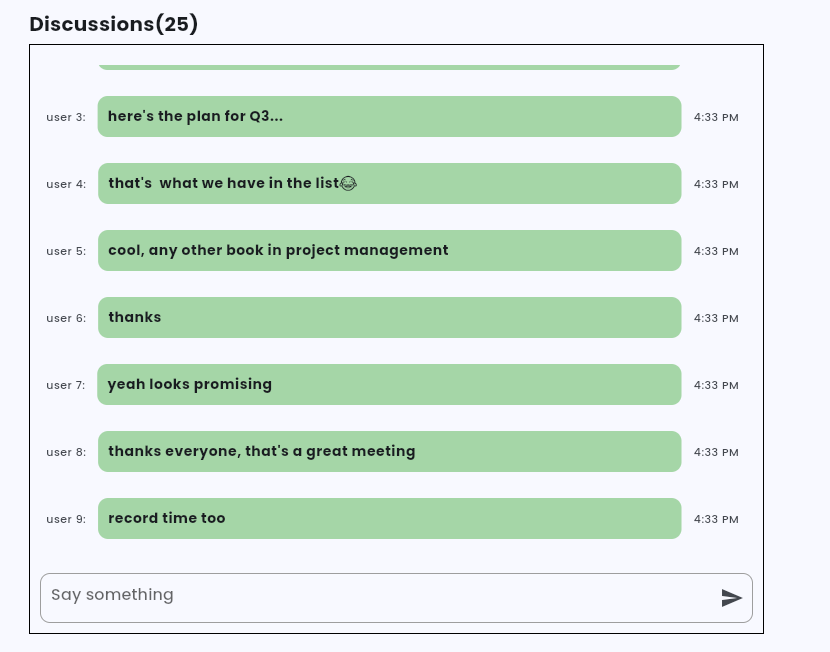 Discussions(25)
user 3: here's the plan for Q3... 4:33 PM
user 4: that's  what we have in the list😂 4:33 PM
user 5: cool, any other book in project management 4:33 PM
user 6: thanks 4:33 PM
user 7: yeah looks promising 4:33 PM
user 8: thanks everyone, that's a great meeting 4:33 PM
user 9: record time too 4:33 PM
Say something